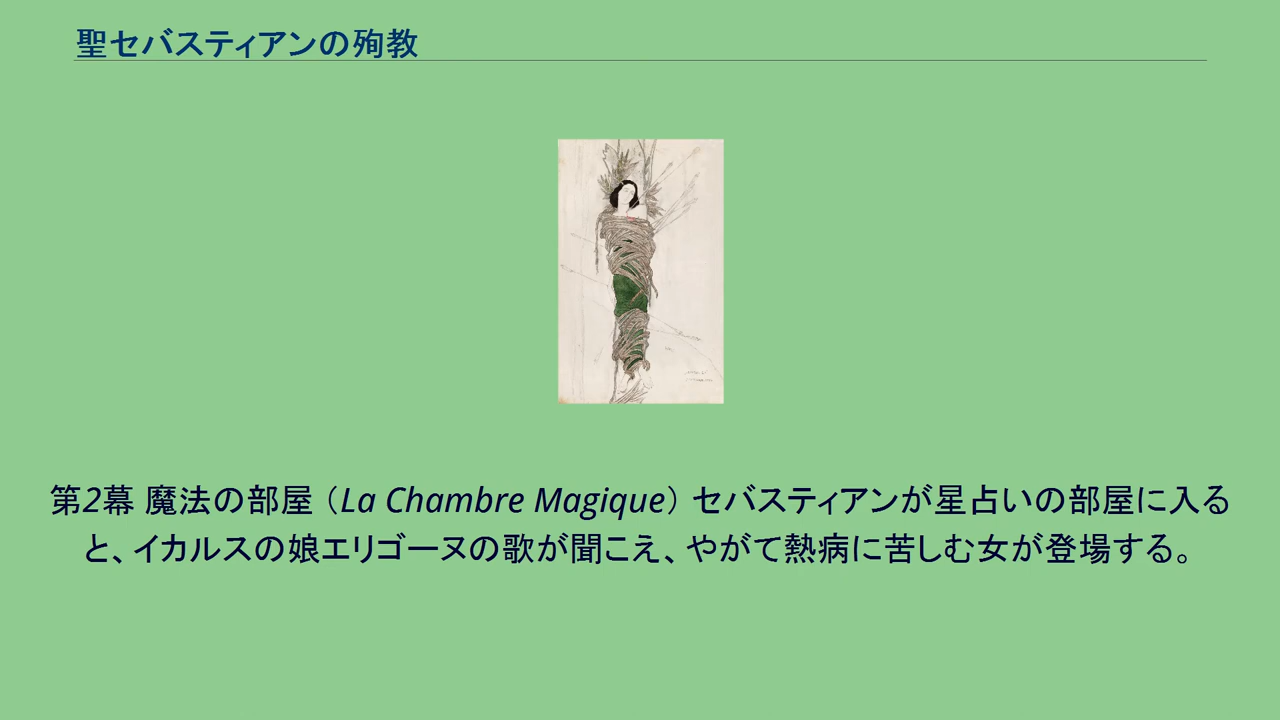 聖セバスティアンの殉教
第2幕 魔法の部屋（La Chambre Magique）セバスティアンが星占いの部屋に入る
と、イカルスの娘エリゴーヌの歌が聞こえ、やがて熱病に苦しむ女が登場する。